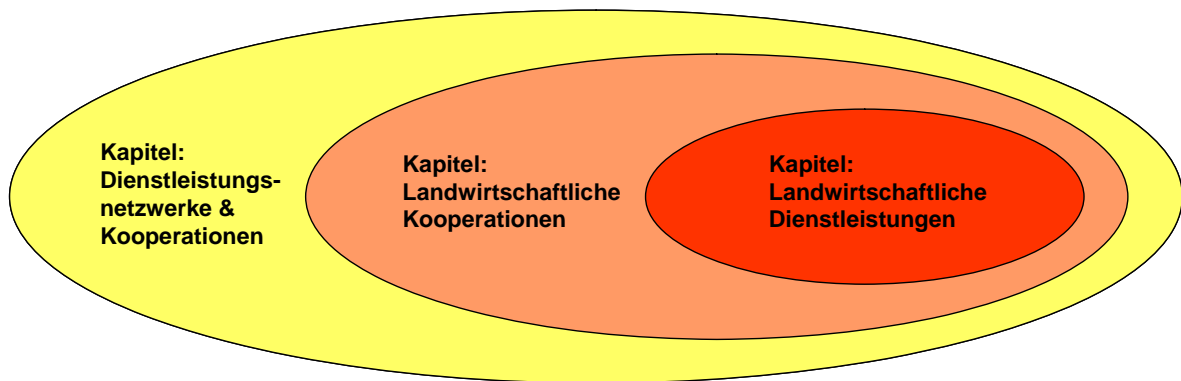 Kapitel:
Dienstleistungs-
netzwerke &
Kooperationen
Kapitel:
Landwirtschaftliche
Kooperationen
Kapitel:
Landwirtschaftliche
Dienstleistungen